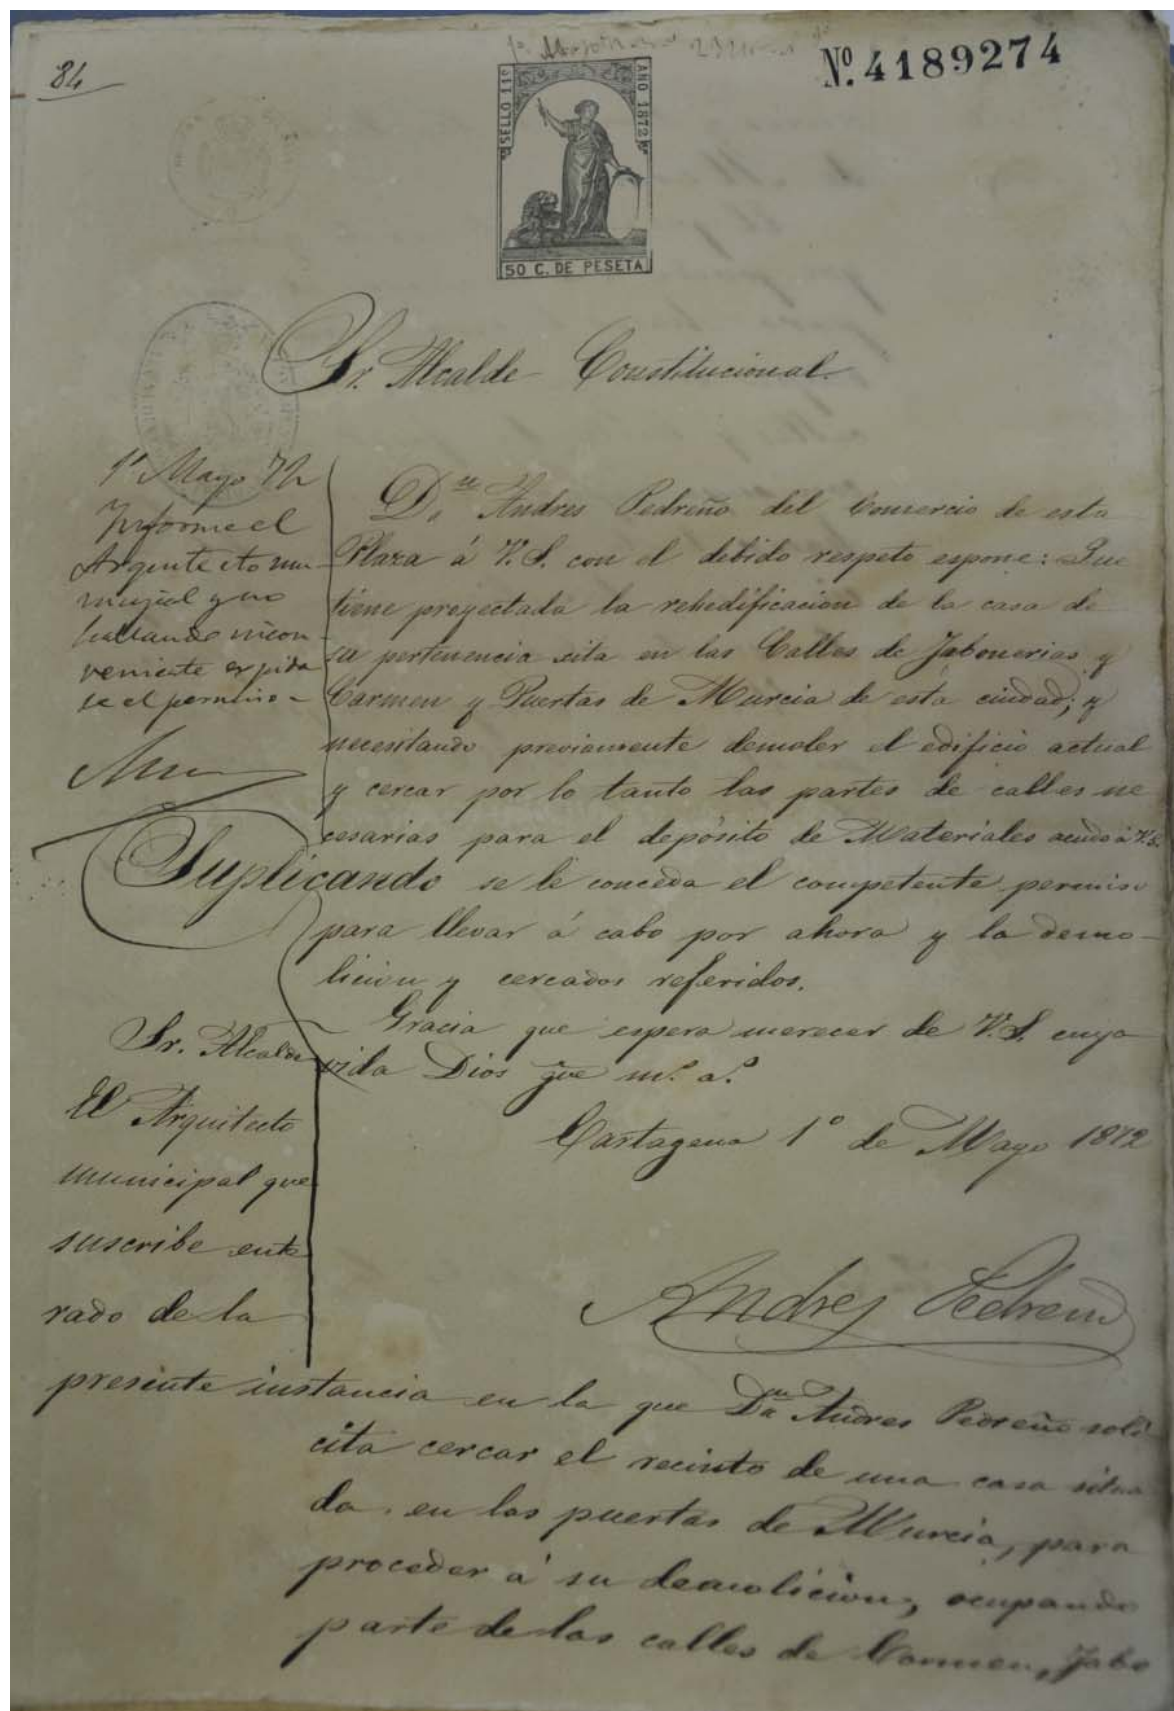 84
Nº. 4189274
SELLO 11º
AÑO 1872
50 C. DE PESETA
Sr. Alcalde Constitucional.
1º Mayo 72
Informe el
Arquitecto mu-
nicipal y no
hallando incon-
veniente expida
se el permiso-
Dn. Andres Pedreño del Comercio de esta
Plaza á V.S. con el debido respeto espone: Que
tiene proyectada la rehedificacion de la casa de
su pertenencia sita en las Calles de Jabonerias y
Carmen y Puertas de Murcia de esta ciudad; y
necesitando previamente demoler el edificio actual
y cercar por lo tanto las partes de calles ne
cesarias para el depósito de Materiales acude á V.S.
Suplicando se le conceda el competente permiso
para llevar á cabo por ahora y la demo-
licion y cercados referidos.
Gracia que espera merecer de V.S. cuya
vida Dios gue m.s a.s
Cartagena 1º de Mayo 1872
Andres Pedreño
Sr. Alcalde
El Arquitecto
municipal que
suscribe ente
rado de la
presente instancia en la que Dn. Andres Pedreño soli
cita cercar el recinto de una casa situa
da en las puertas de Murcia, para
proceder á su demolicion, ocupando
parte de las calles de Carmen, Jabo